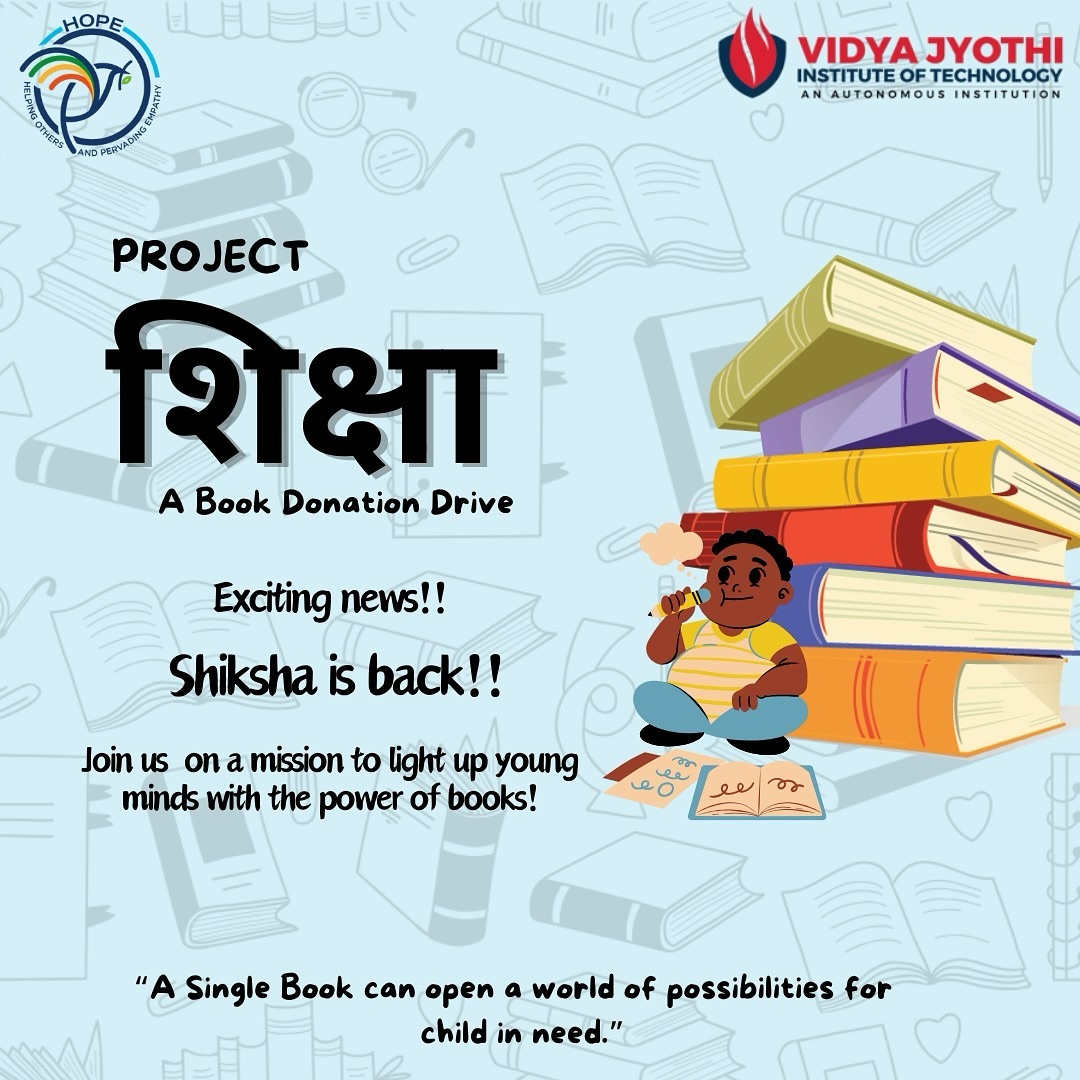 HOPE
HELPING OTHERS AND PERVADING EMPATHY
VIDYA JYOTHI
INSTITUTE OF TECHNOLOGY
AN AUTONOMOUS INSTITUTION
PROJECT
शिक्षा
A Book Donation Drive
Exciting news!!
Shiksha is back!!
Join us on a mission to light up young
minds with the power of books!
"A Single Book can open a world of possibilities for
child in need."